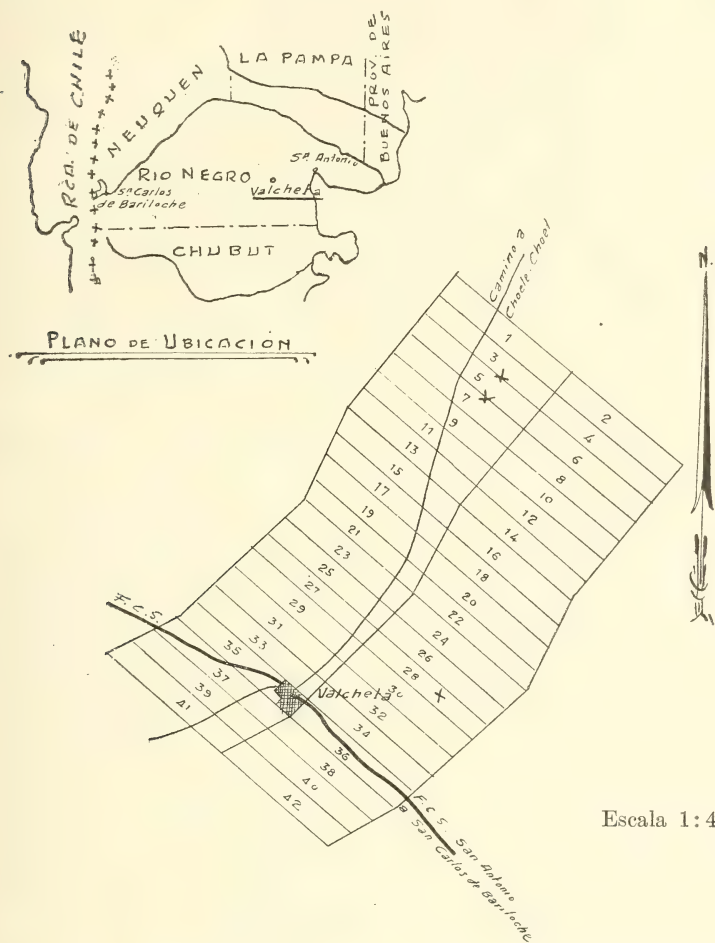 LA PAMPA
PROV. DE
BUENOS AIRES
RCA. DE CHILE
NEUQUEN
RIO NEGRO
Sn. Antonio
Valcheta
Sn. Carlos
de Bariloche
CHUBUT
PLANO DE UBICACIÓN
N.
Camino a
Choele-Choel
1
3
5
7
9
11
13
15
17
19
21
23
25
27
29
31
33
35
37
39
41
2
4
6
8
10
12
14
16
18
20
22
24
26
28
30
32
34
36
38
40
42
F.C.S.
Valcheta
F.C.S. San Antonio
a San Carlos de Bariloche
Escala 1:4